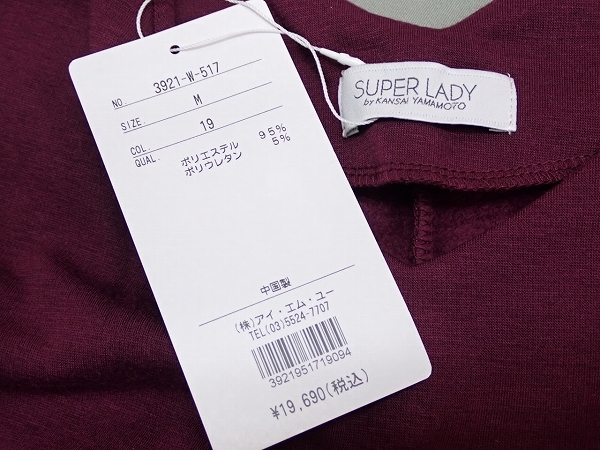 NO. 3921-W-517
SIZE. M
COL. 19
QUAL. ポリエステル 95%
ポリウレタン 5%
中国製
(株)アイ・エム・ユー
TEL(03)5524-7707
3921951719094
¥19,690(税込)
SUPER LADY
by KANSAI YAMAMOTO